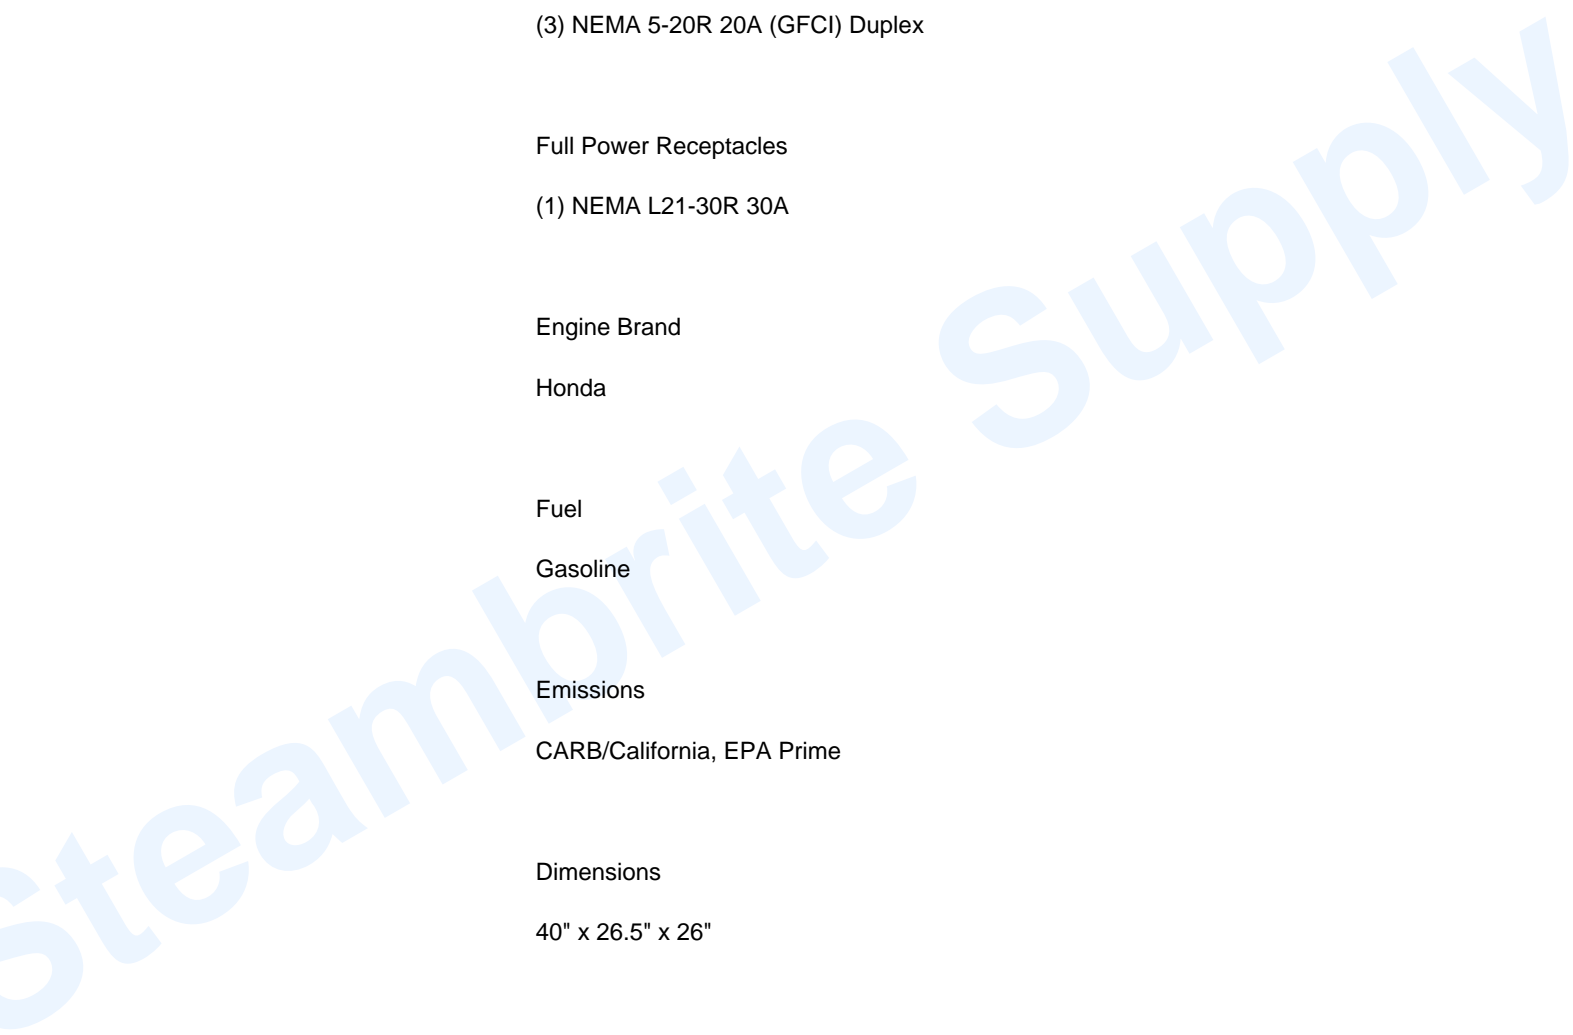 (3) NEMA 5-20R 20A (GFCI) Duplex
Full Power Receptacles
(1) NEMA L21-30R 30A
Engine Brand
Honda
Fuel
Gasoline
Emissions
CARB/California, EPA Prime
Dimensions
40" x 26.5" x 26"
Steambrite Supply